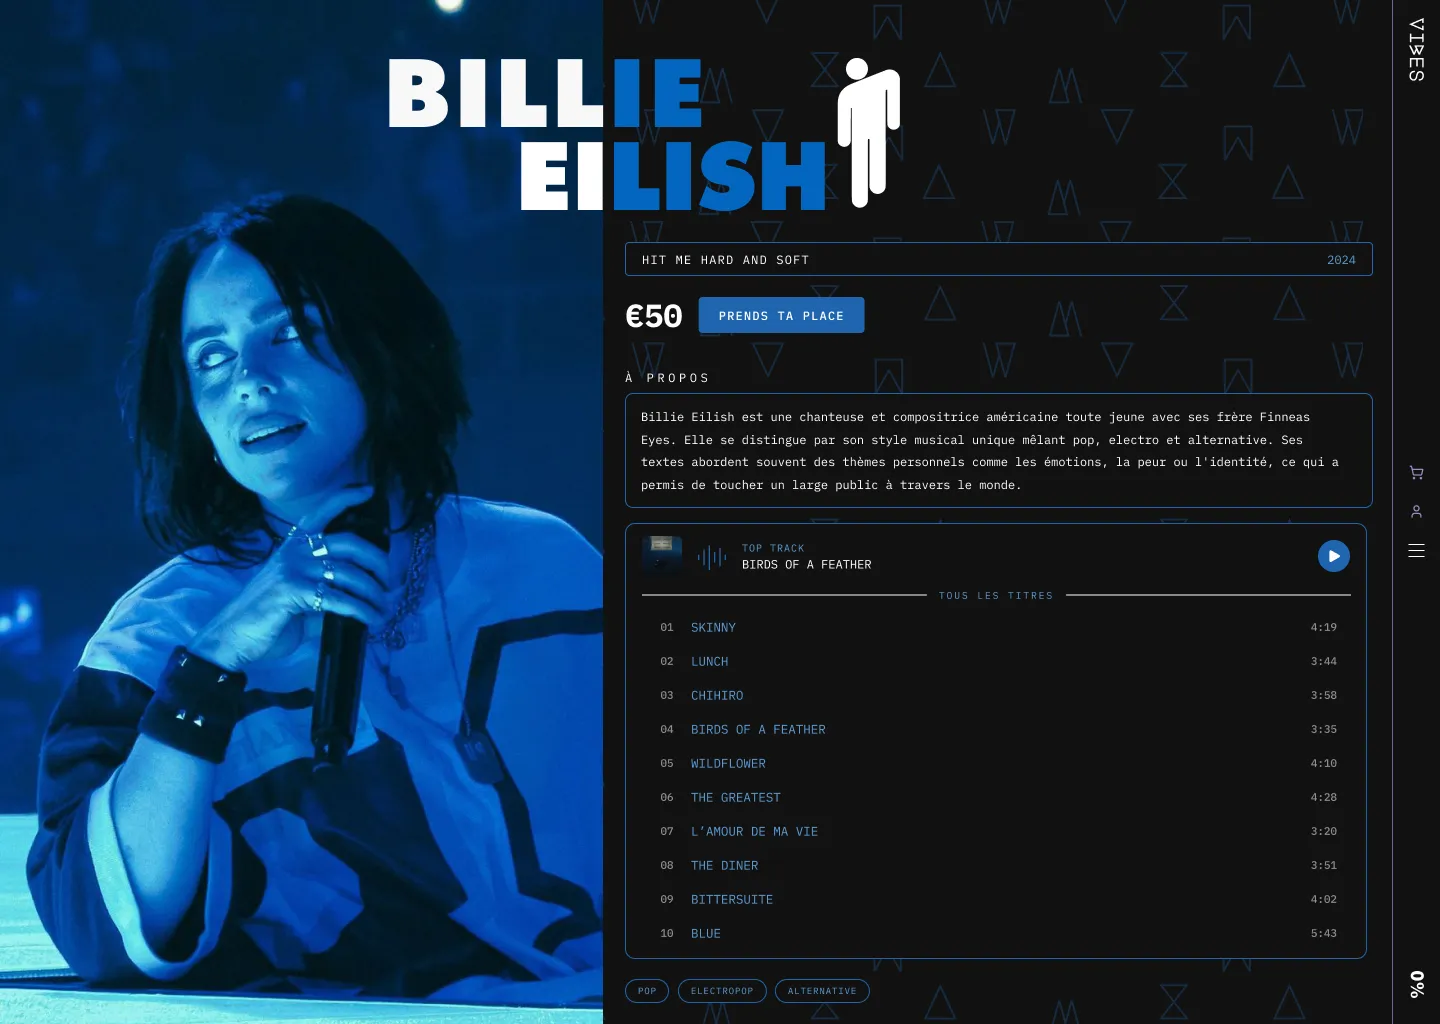 BILLIE
EILISH
HIT ME HARD AND SOFT 2024
€50 PRENDS TA PLACE
À PROPOS
Billie Eilish est une chanteuse et compositrice américaine toute jeune avec ses frère Finneas
Eyes. Elle se distingue par son style musical unique mêlant pop, electro et alternative. Ses
textes abordent souvent des thèmes personnels comme les émotions, la peur ou l'identité, ce qui a
permis de toucher un large public à travers le monde.
TOP TRACK
BIRDS OF A FEATHER
TOUS LES TITRES
01 SKINNY 4:19
02 LUNCH 3:44
03 CHIHIRO 3:58
04 BIRDS OF A FEATHER 3:35
05 WILDFLOWER 4:10
06 THE GREATEST 4:28
07 L’AMOUR DE MA VIE 3:20
08 THE DINER 3:51
09 BITTERSUITE 4:02
10 BLUE 5:43
POP ELECTROPOP ALTERNATIVE
VIBES
0%